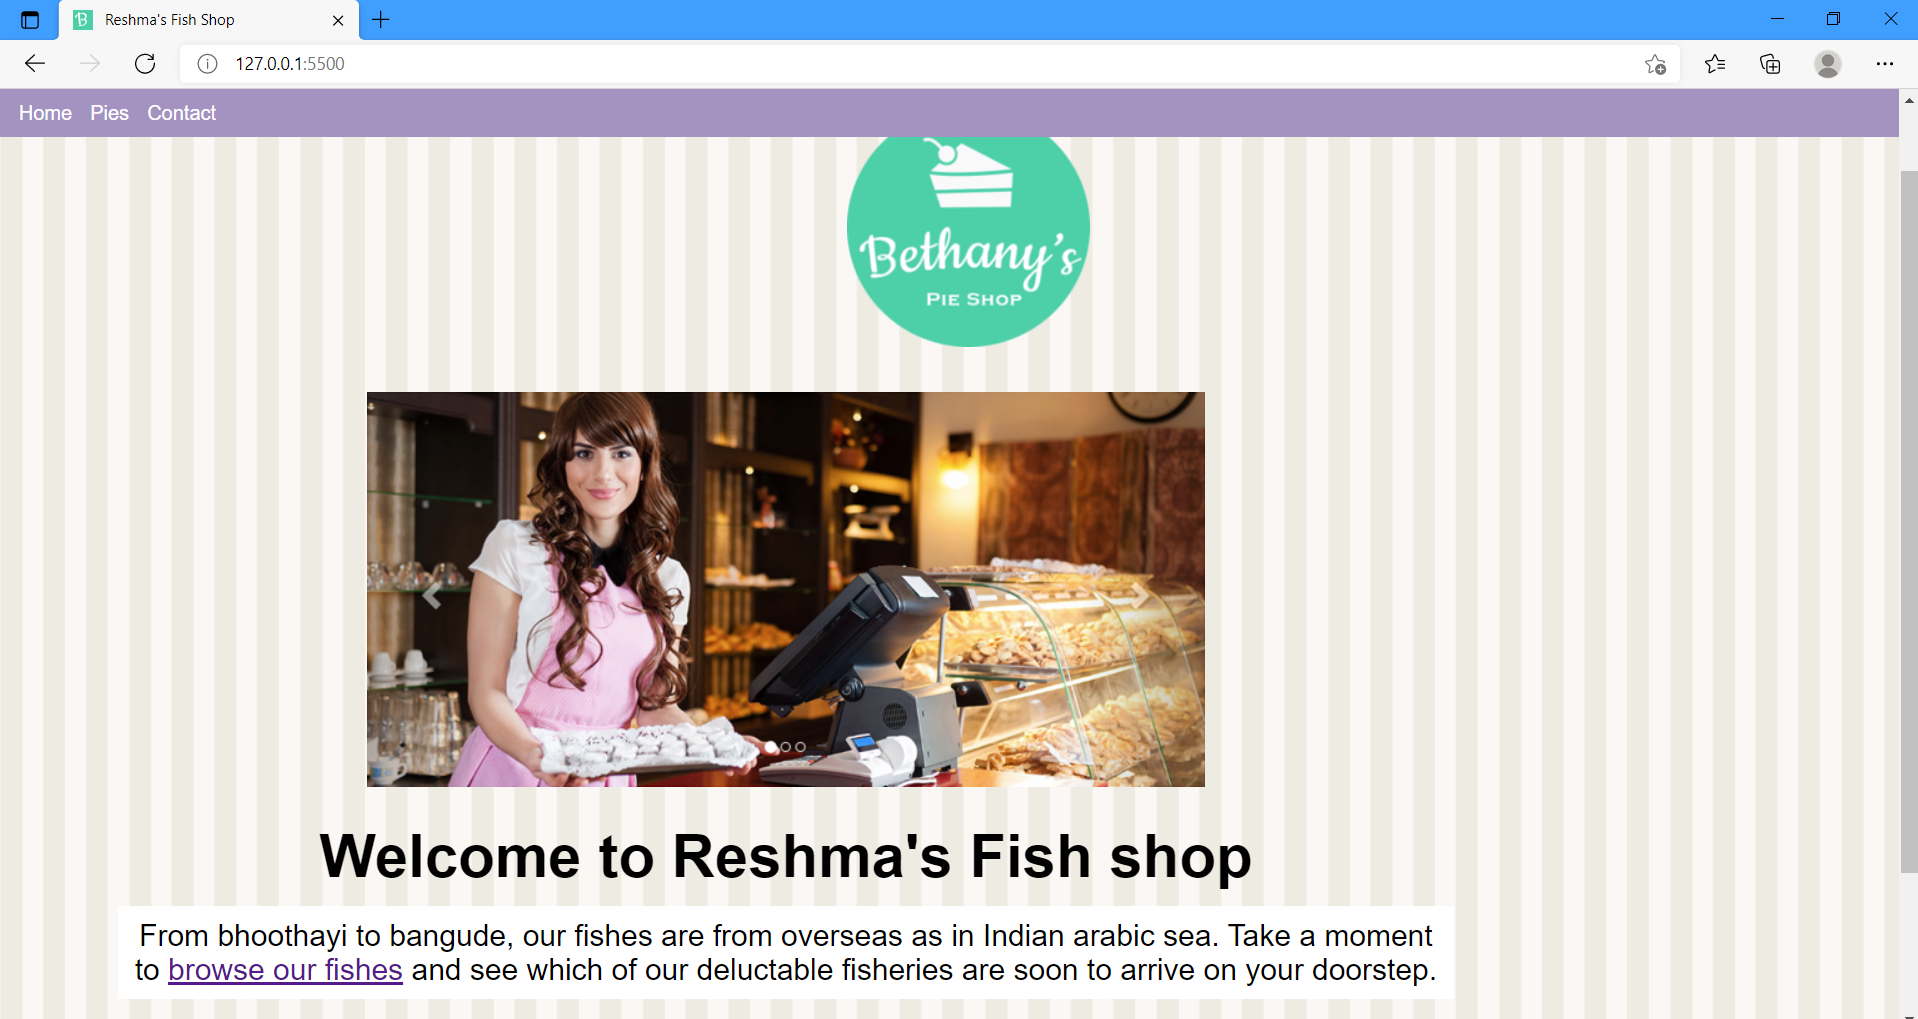 Reshma's Fish Shop
127.0.0.1:5500
Home Pies Contact
Bethany's
PIE SHOP
Welcome to Reshma's Fish shop
From bhoothayi to bangude, our fishes are from overseas as in Indian arabic sea. Take a moment
to browse our fishes and see which of our deluctable fisheries are soon to arrive on your doorstep.